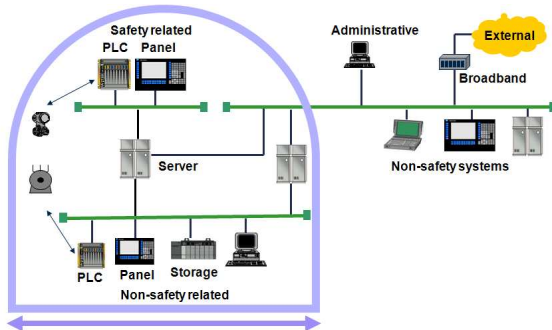 Safety related
PLC Panel
Administrative
External
Broadband
Server
Non-safety systems
PLC
Panel
Storage
Non-safety related